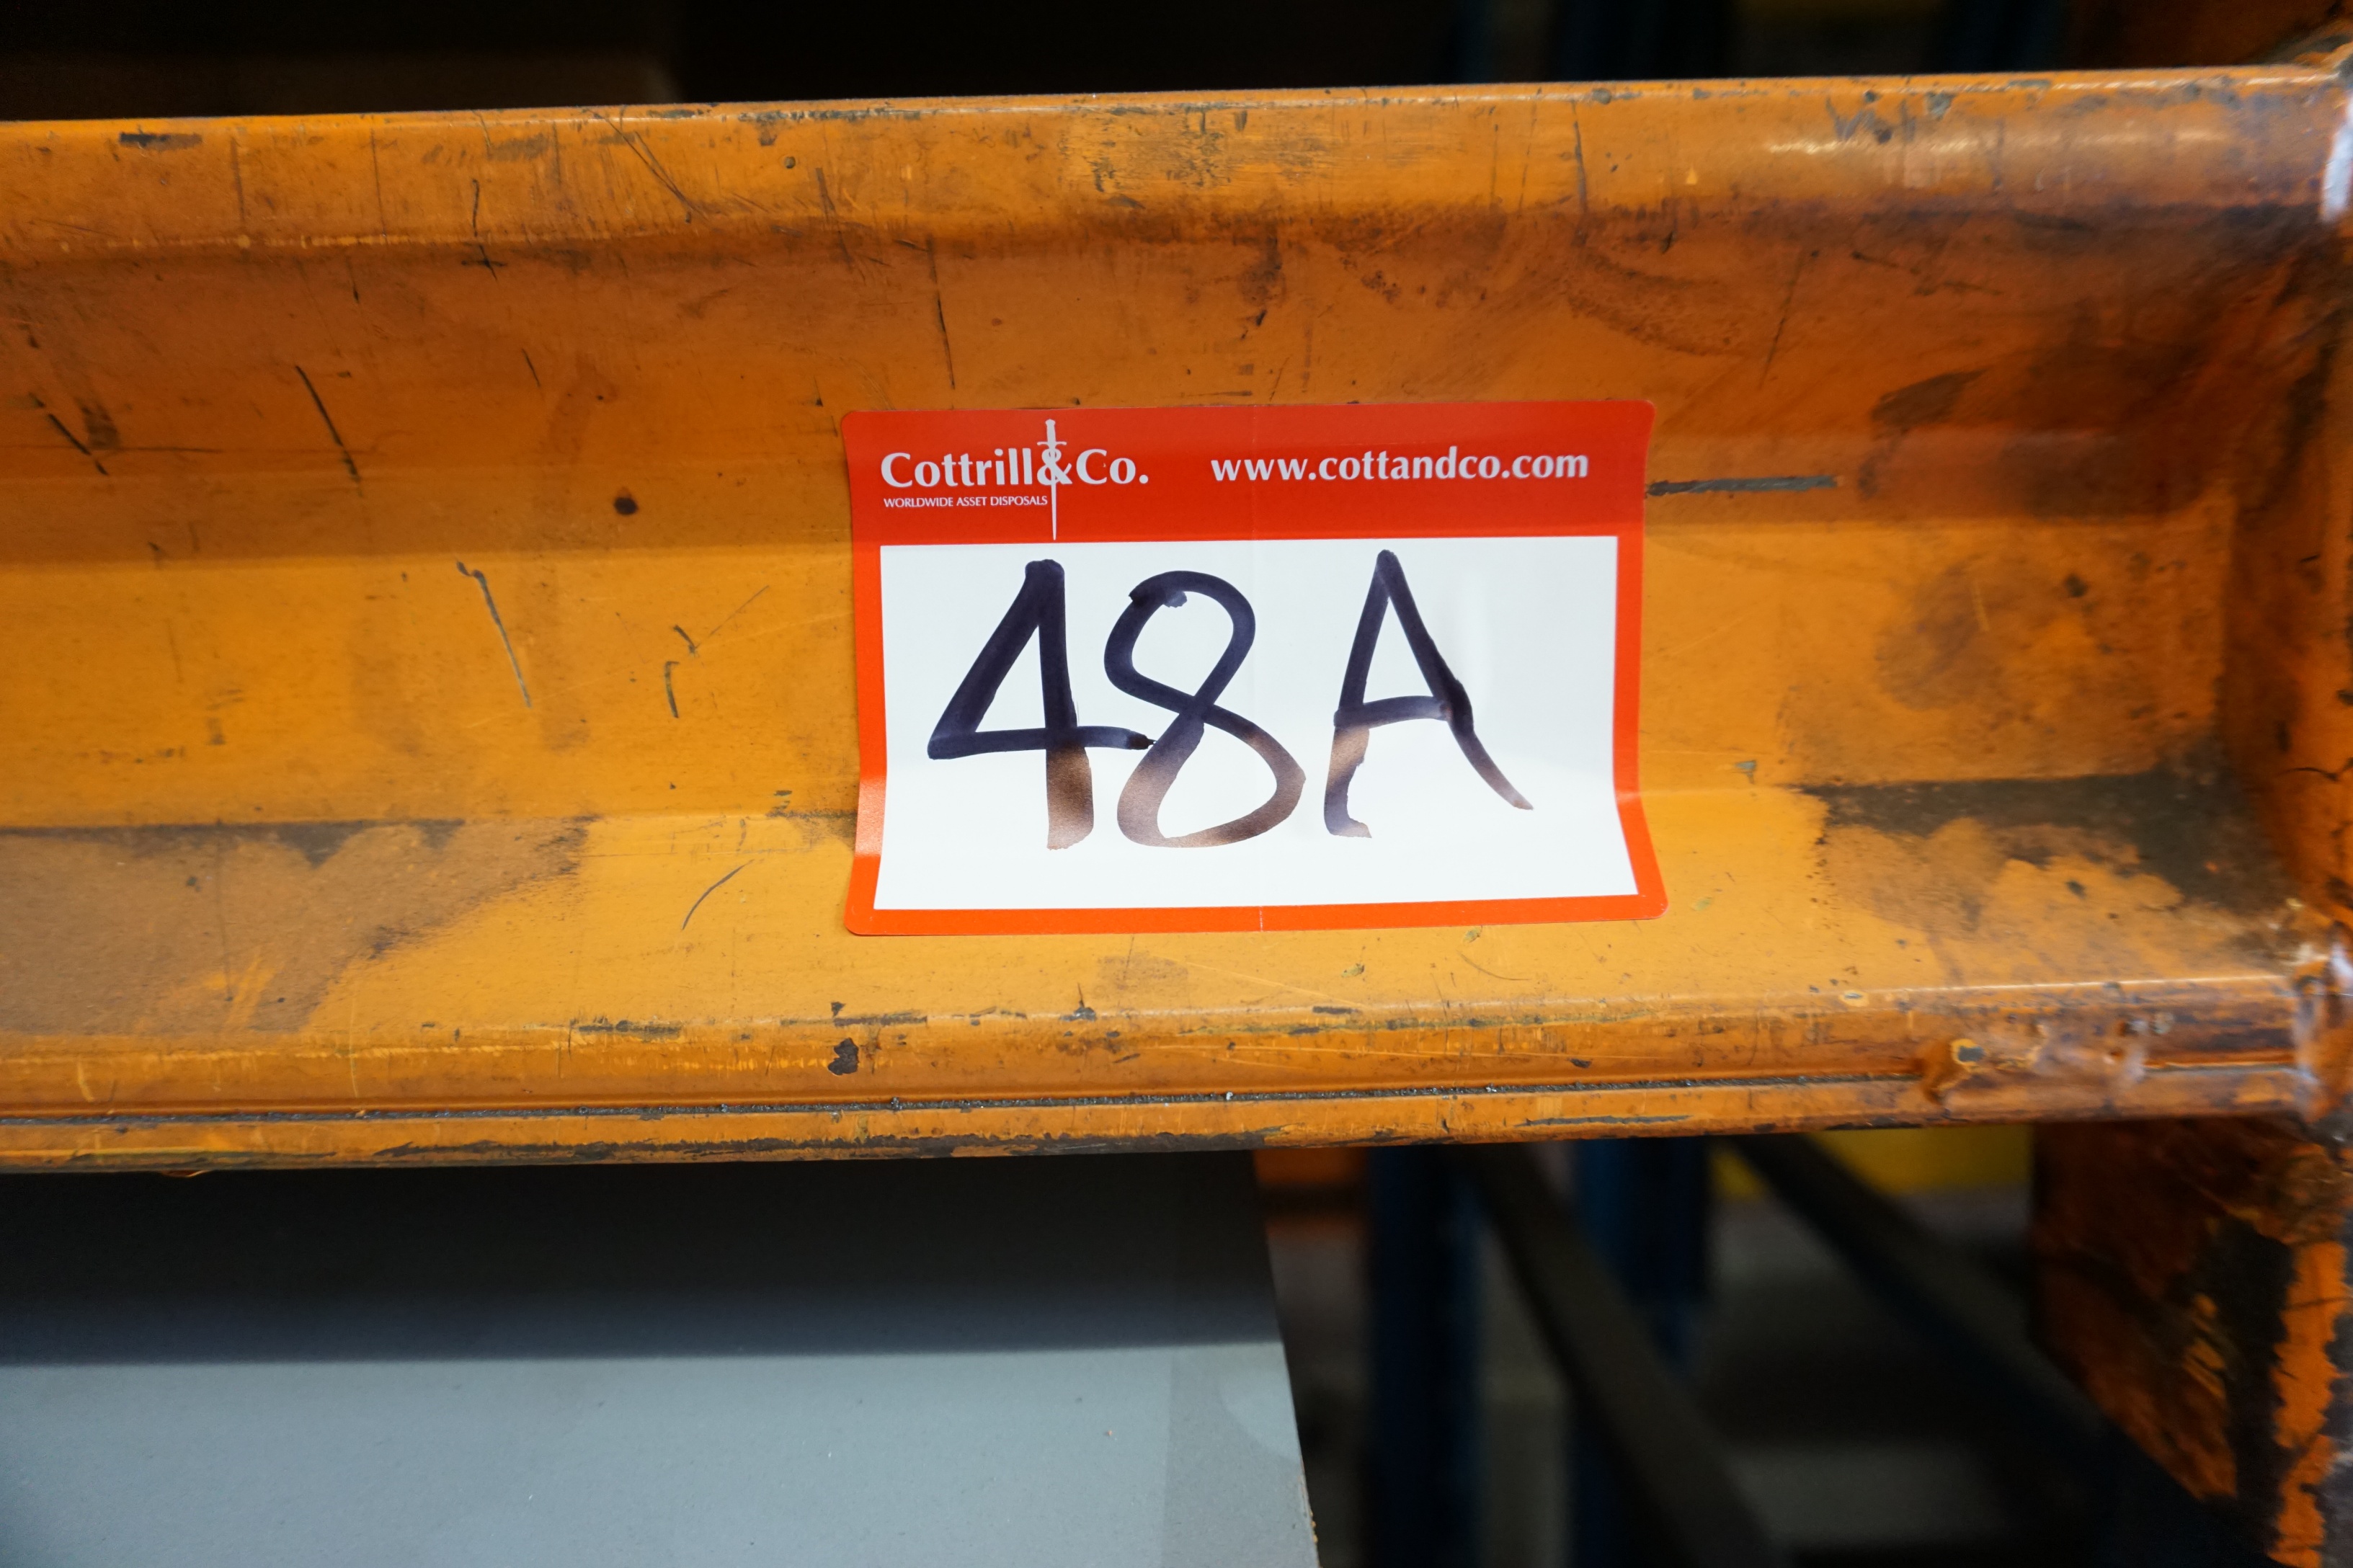 Cottrill&Co. www.cottandco.com
WORLDWIDE ASSET DISPOSALS
48A